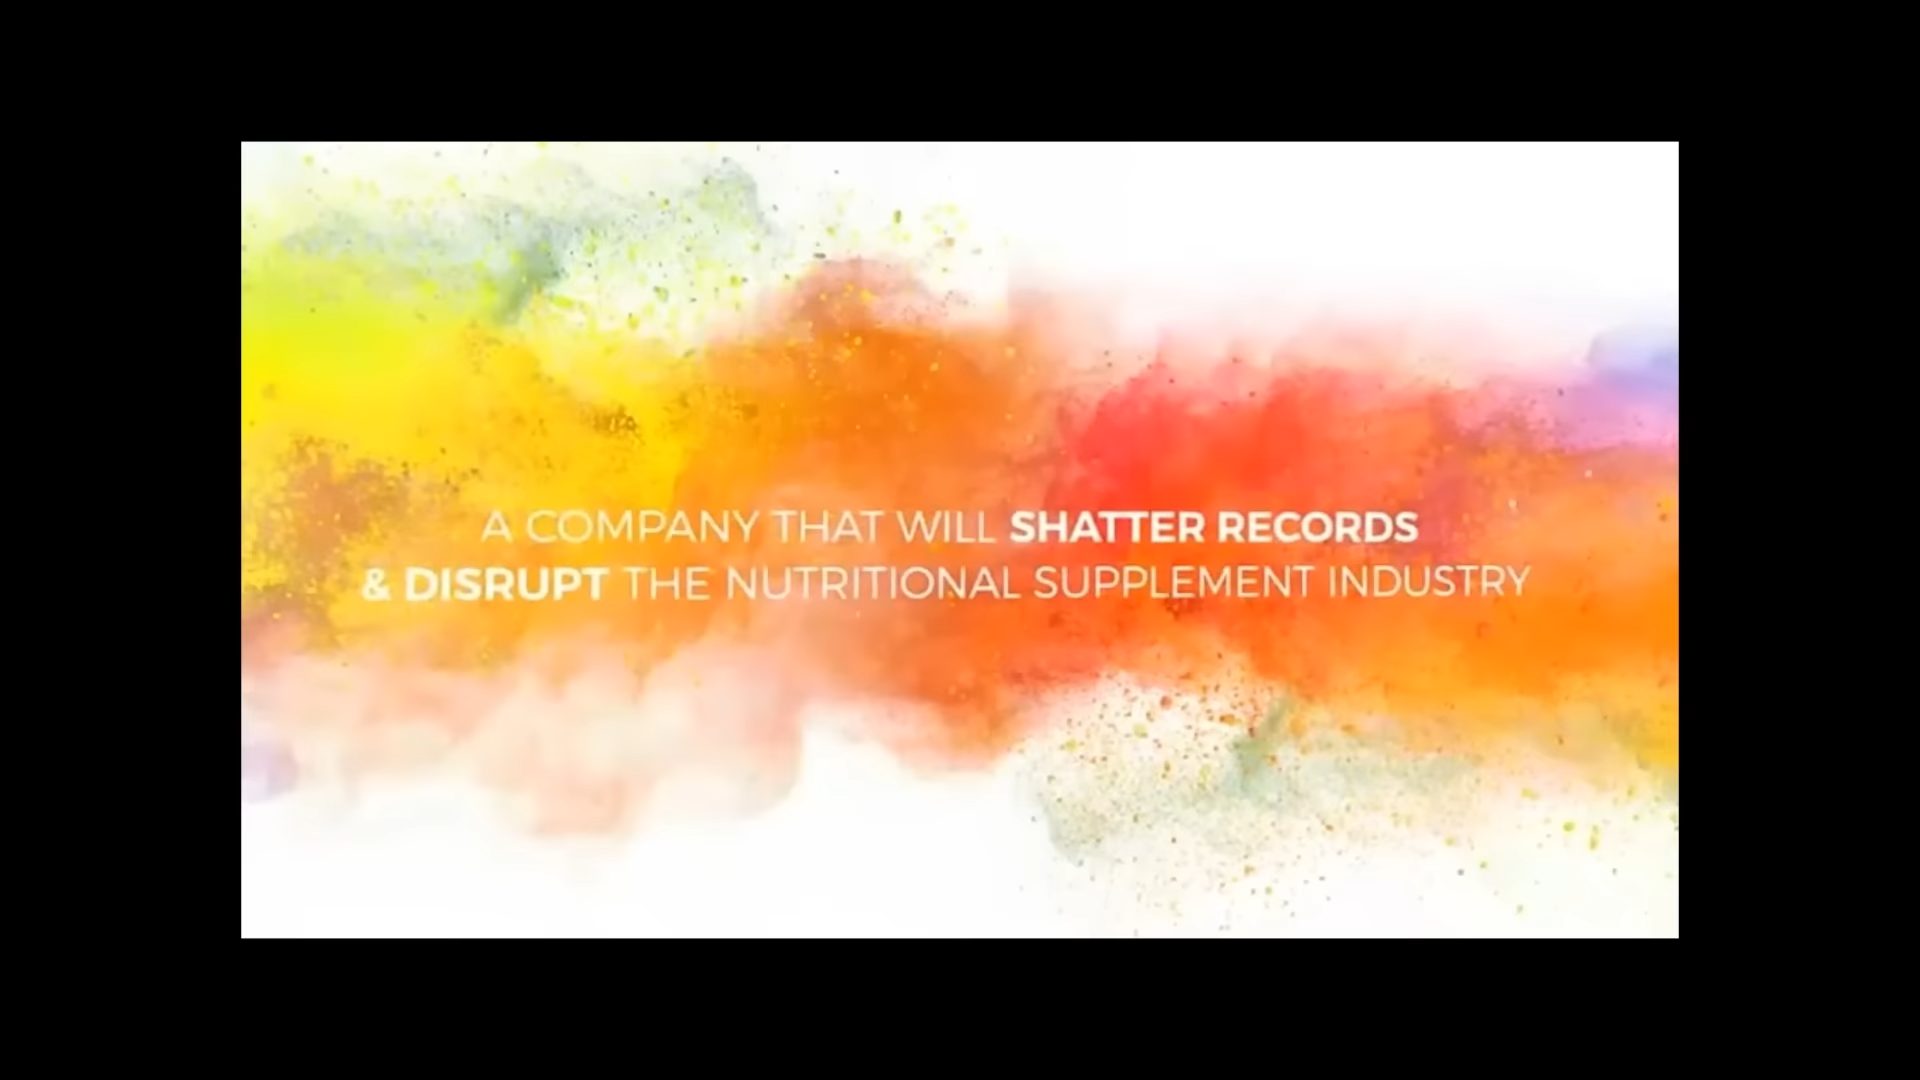 A COMPANY THAT WILL SHATTER RECORDS
& DISRUPT THE NUTRITIONAL SUPPLEMENT INDUSTRY